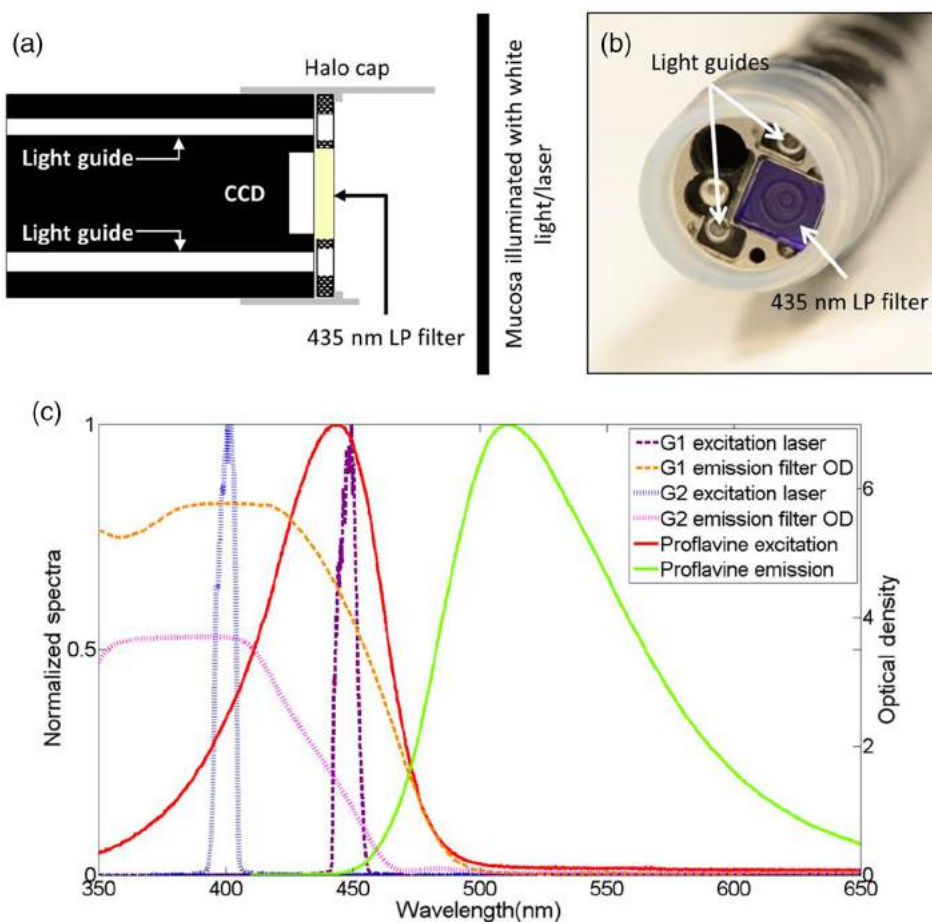 (a)
Halo cap
Light guide
CCD
Light guide
435 nm LP filter
Mucosa illuminated with white
light/laser
(b)
Light guides
435 nm LP filter
(c)
Normalized spectra
1
0.5
0
G1 excitation laser
G1 emission filter OD
G2 excitation laser
G2 emission filter OD
Proflavine excitation
Proflavine emission
6
4
2
0
Optical density
350 400 450 500 550 600 650
Wavelength(nm)